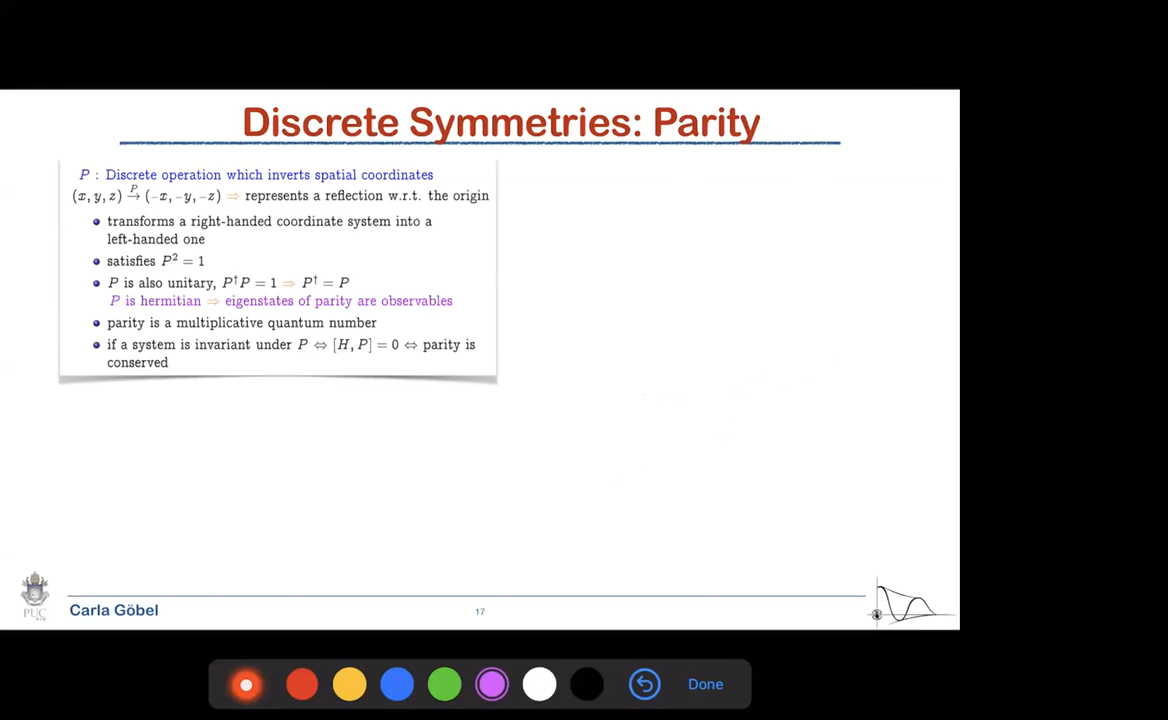 Discrete Symmetries: Parity
P : Discrete operation which inverts spatial coordinates
(x, y, z) →^P (−x, −y, −z) ⇒ represents a reflection w.r.t. the origin
• transforms a right-handed coordinate system into a
left-handed one
• satisfies P² = 1
• P is also unitary, P†P = 1 ⇒ P† = P
P is hermitian ⇒ eigenstates of parity are observables
• parity is a multiplicative quantum number
• if a system is invariant under P ⇔ [H, P] = 0 ⇔ parity is
conserved
PUC
Carla Göbel
17
Done